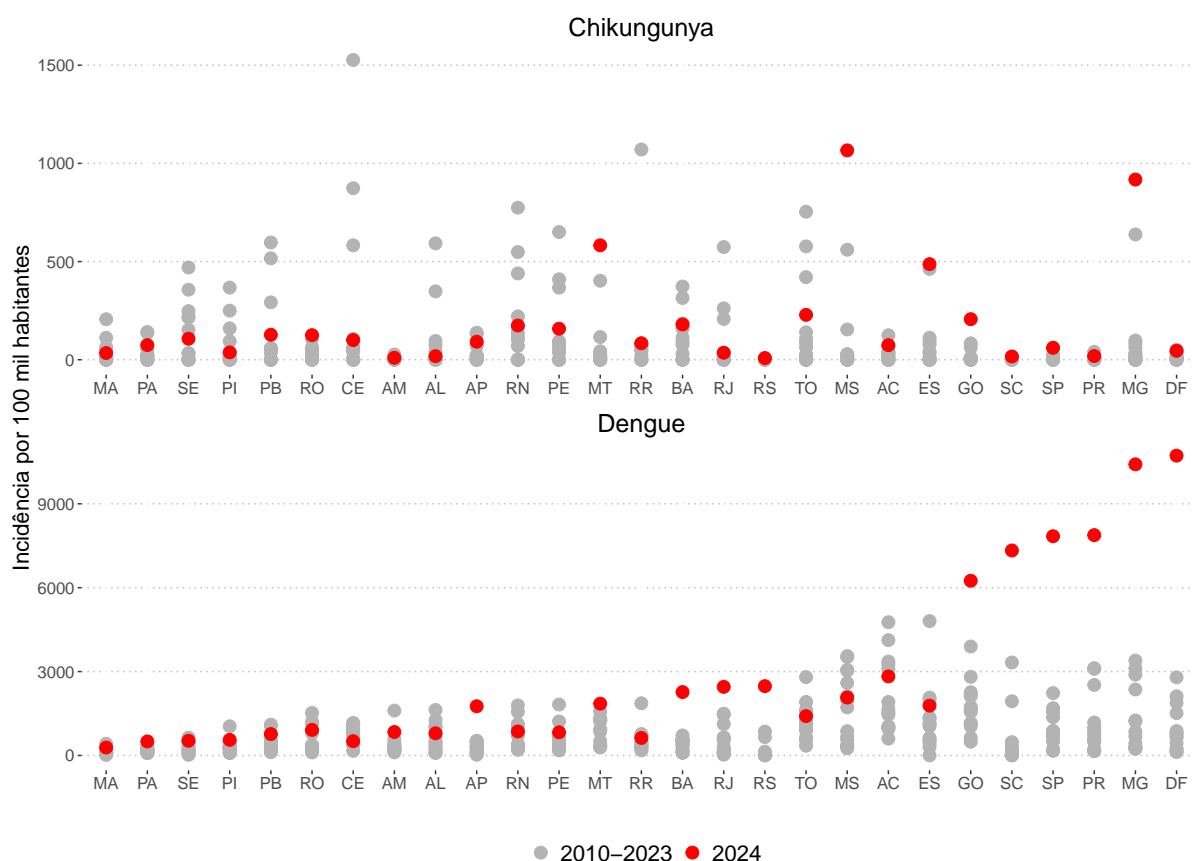 Chikungunya
1500
1000
500
0
MA PA SE PI PB RO CE AM AL AP RN PE MT RR BA RJ RS TO MS AC ES GO SC SP PR MG DF
Incidência por 100 mil habitantes
Dengue
9000
6000
3000
0
MA PA SE PI PB RO CE AM AL AP RN PE MT RR BA RJ RS TO MS AC ES GO SC SP PR MG DF
2010−2023 2024